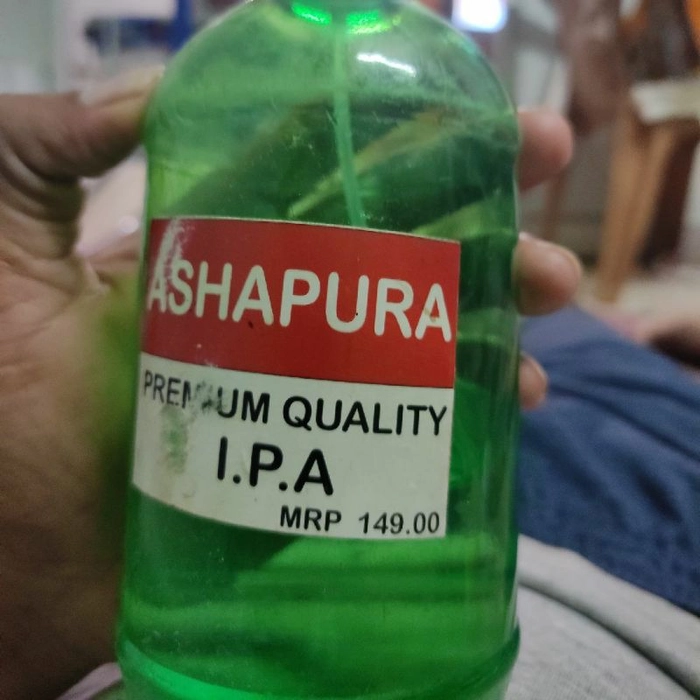 ASHAPURA
PREMIUM QUALITY
I.P.A
MRP 149.00